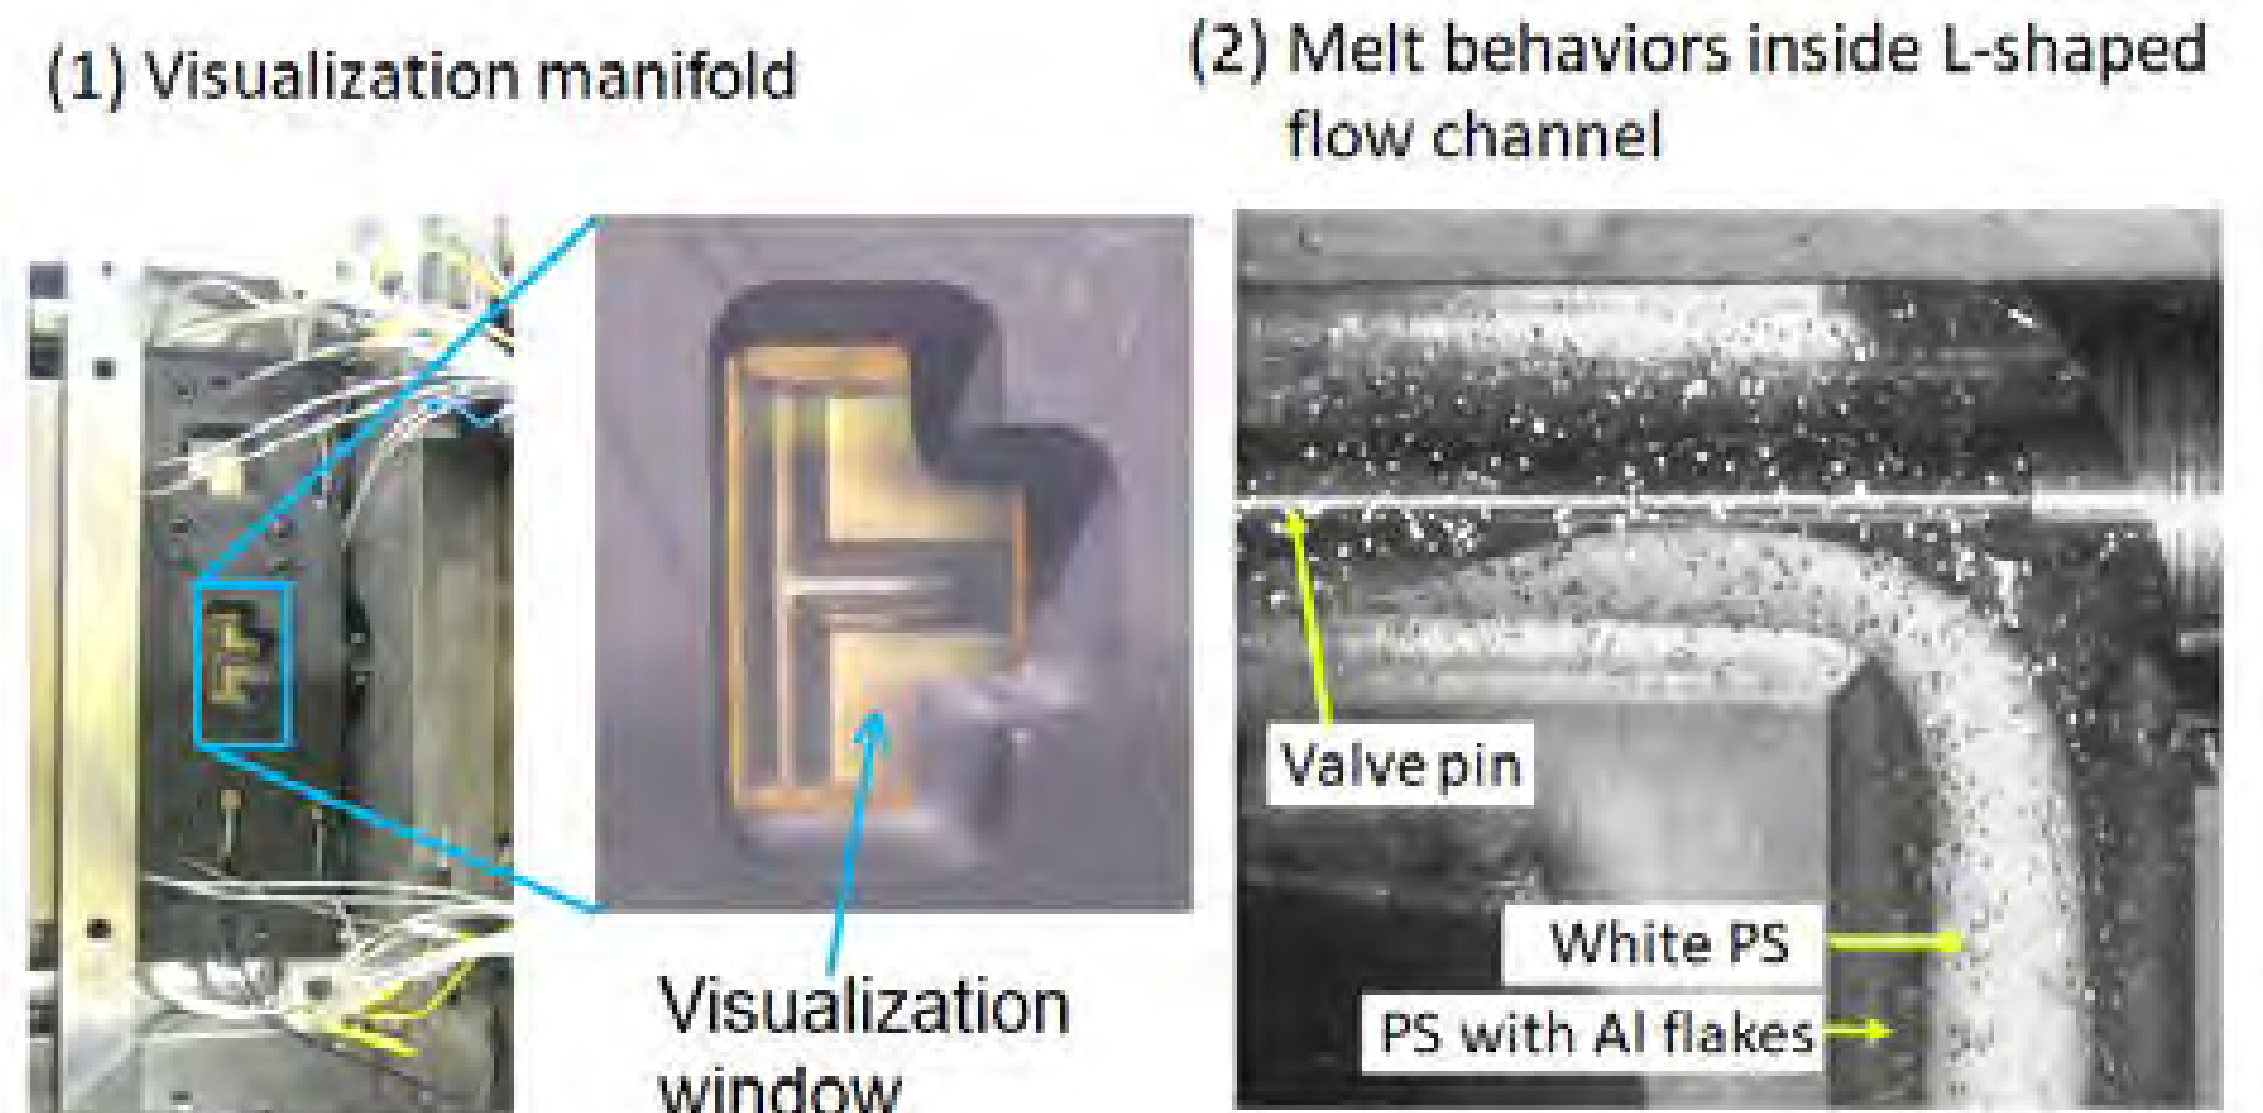 (1) Visualization manifold
(2) Melt behaviors inside L-shaped
flow channel
Valve pin
White PS
PS with Al flakes
Visualization
window